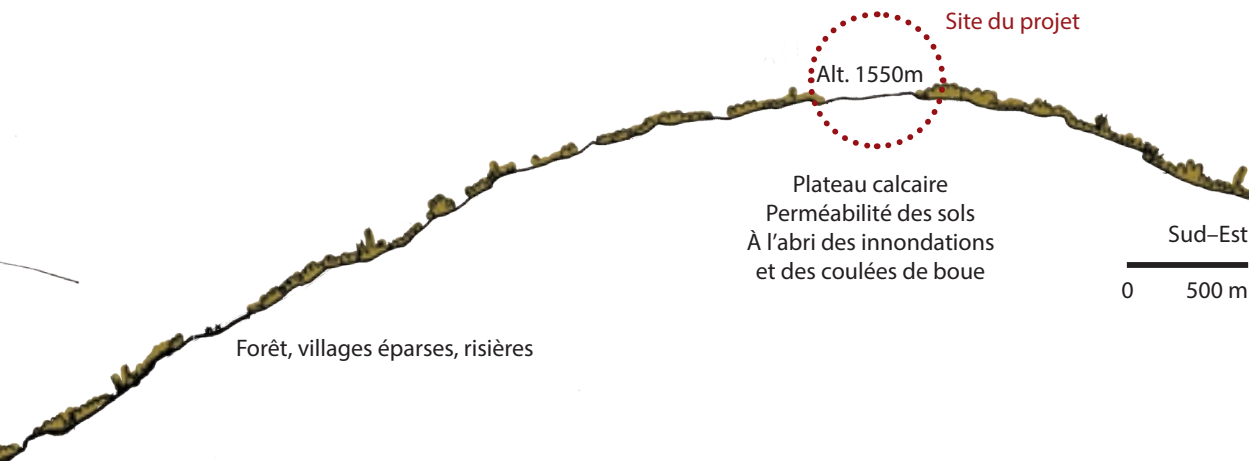 Site du projet
Alt. 1550m
Plateau calcaire
Perméabilité des sols
À l’abri des innondations
et des coulées de boue
Sud–Est
0 500 m
Forêt, villages éparses, risières